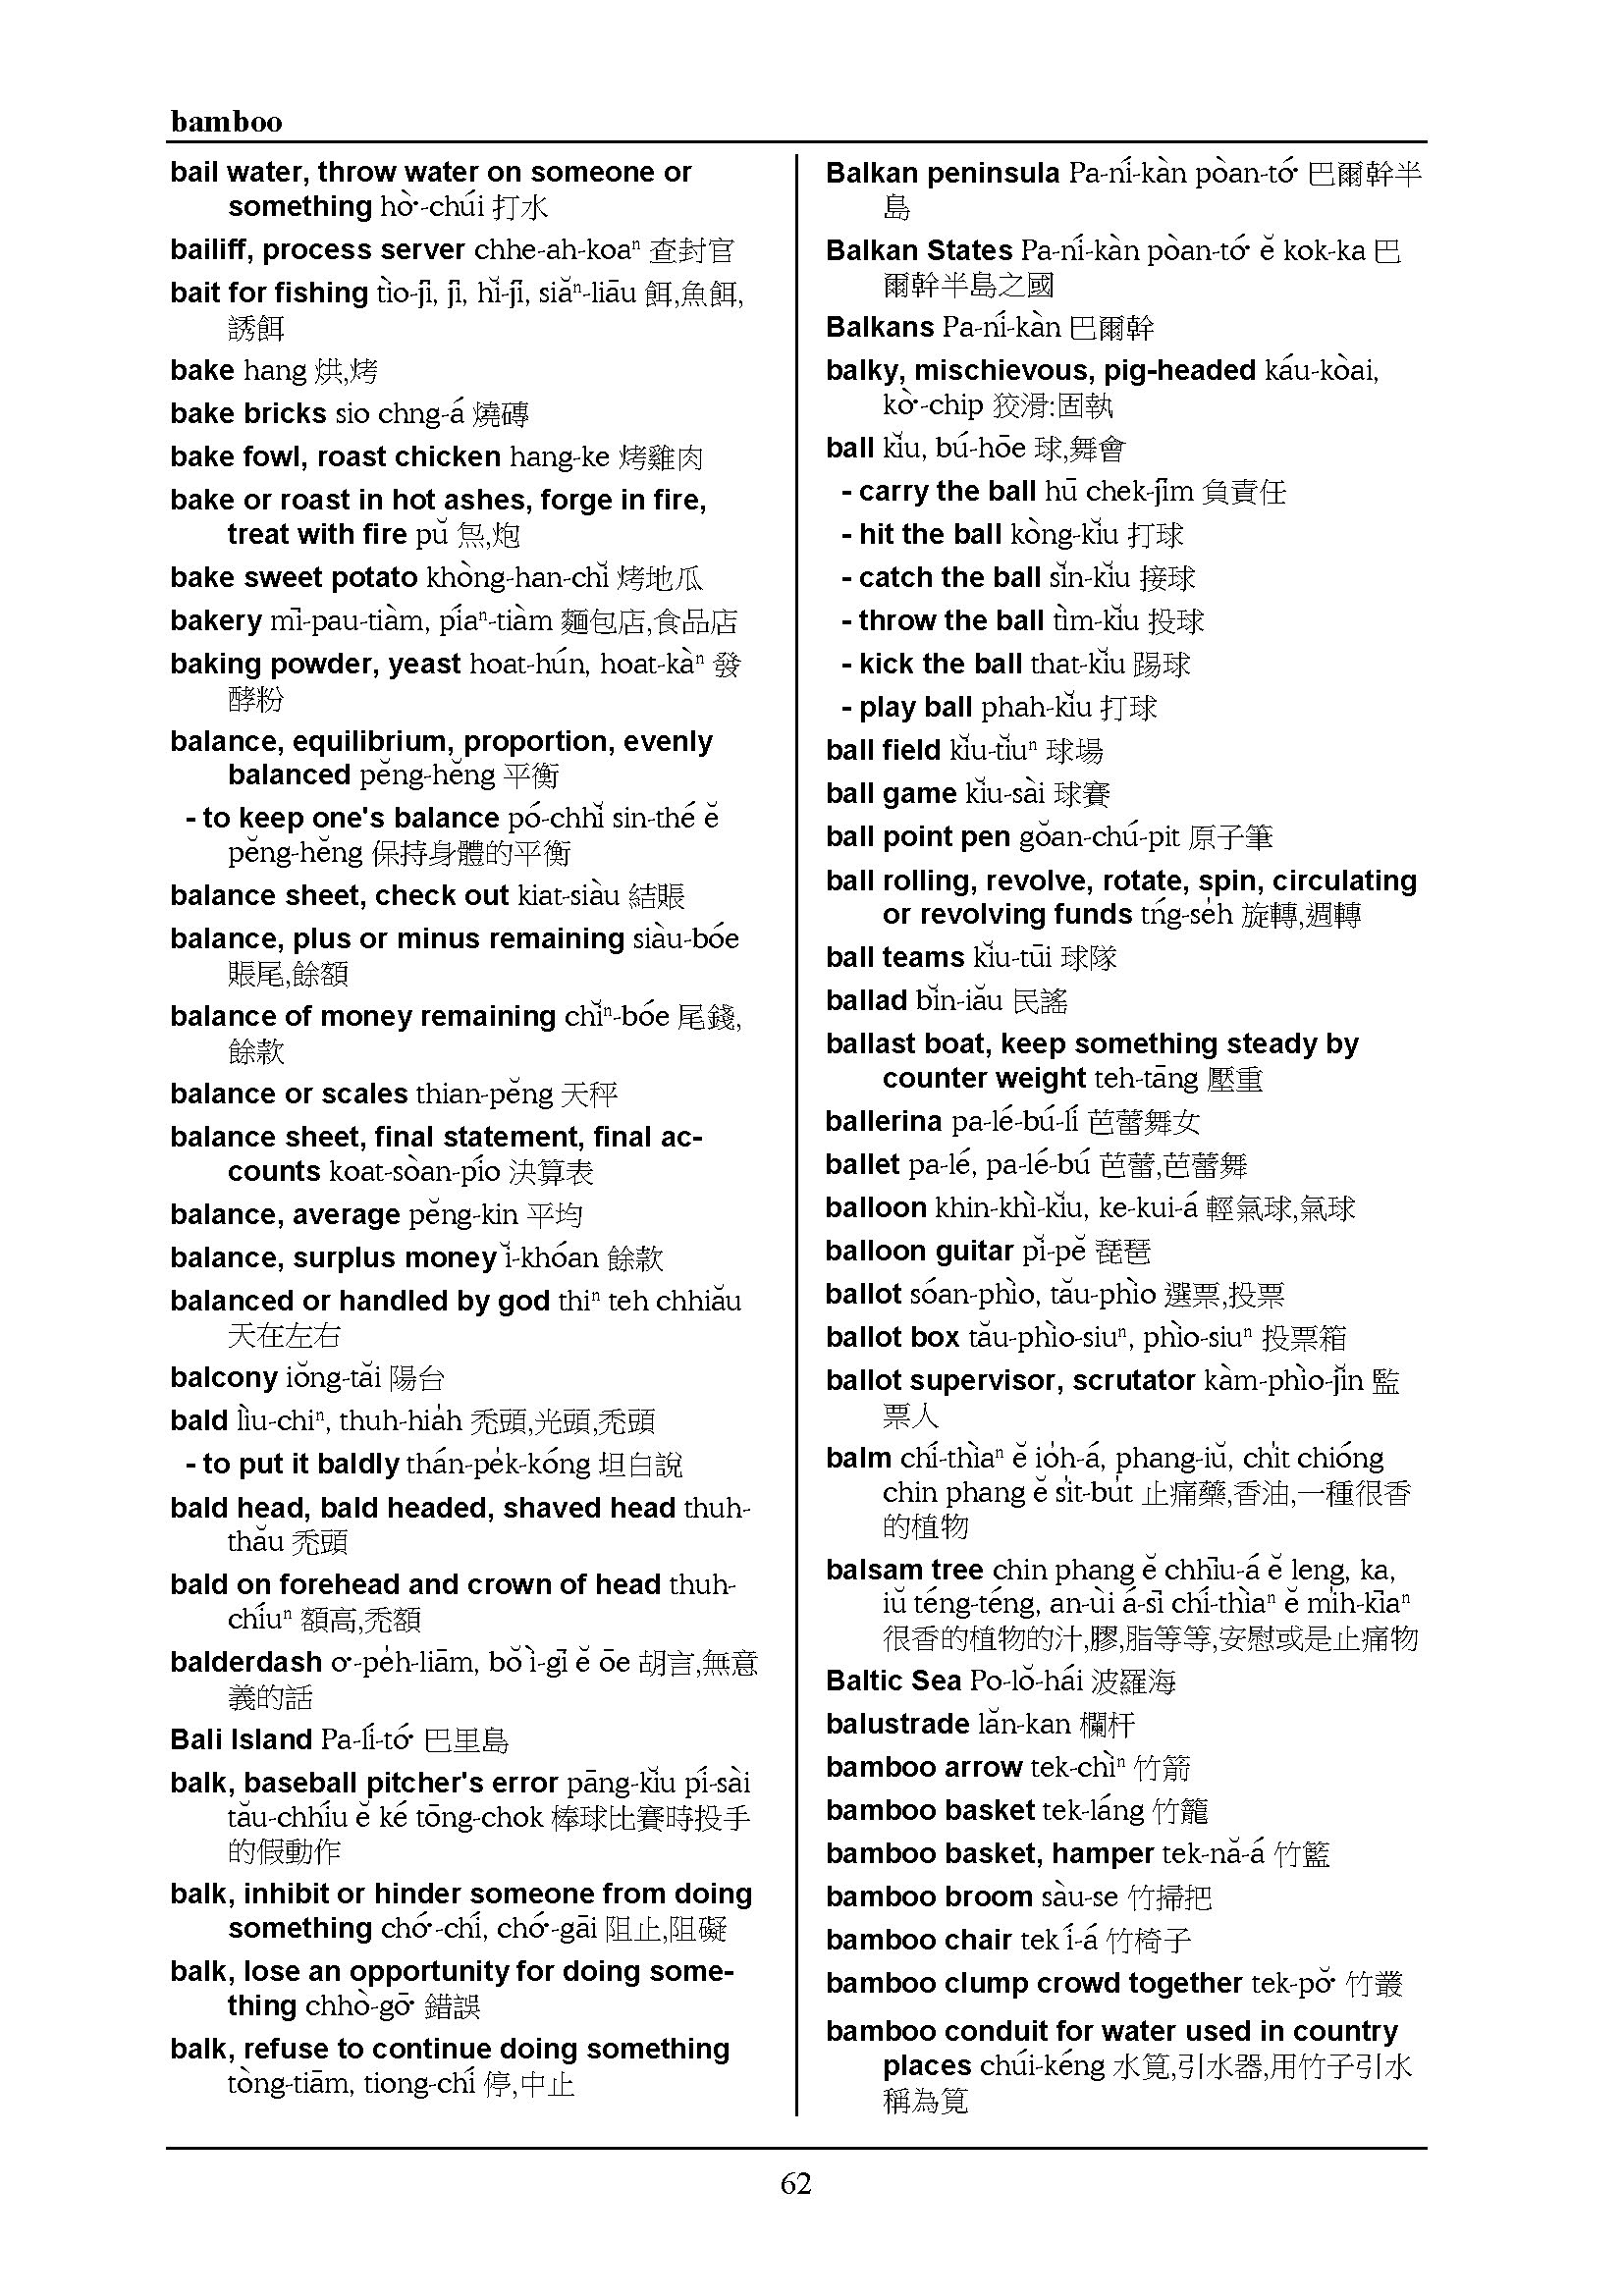 bamboo
bail water, throw water on someone or
something hò͘-chúi 打水
bailiff, process server chhe-ah-koaⁿ 查封官
bait for fishing tìo-jī, jī, hĭ-jī, siăⁿ-liāu 餌,魚餌,
誘餌
bake hang 烘,烤
bake bricks sio chng-á 燒磚
bake fowl, roast chicken hang-ke 烤雞肉
bake or roast in hot ashes, forge in fire,
treat with fire pŭ 炰,炮
bake sweet potato khòng-han-chĭ 烤地瓜
bakery mī-pau-tiàm, píaⁿ-tiàm 麵包店,食品店
baking powder, yeast hoat-hún, hoat-kàⁿ 發
酵粉
balance, equilibrium, proportion, evenly
balanced pĕng-hĕng 平衡
- to keep one's balance pó-chhĭ sin-thé ĕ
pĕng-hĕng 保持身體的平衡
balance sheet, check out kiat-siàu 結賬
balance, plus or minus remaining siàu-bóe
賬尾,餘額
balance of money remaining chĭⁿ-bóe 尾錢,
餘款
balance or scales thian-pĕng 天秤
balance sheet, final statement, final ac-
counts koat-sòan-pío 決算表
balance, average pĕng-kin 平均
balance, surplus money ĭ-khóan 餘款
balanced or handled by god thiⁿ teh chhiău
天在左右
balcony iŏng-tăi 陽台
bald lìu-chiⁿ, thuh-hia̍h 禿頭,光頭,禿頭
- to put it baldly thán-pe̍k-kóng 坦白說
bald head, bald headed, shaved head thuh-
thău 禿頭
bald on forehead and crown of head thuh-
chíuⁿ 額高,禿額
balderdash o͘-pe̍h-liām, bŏ ì-gī ĕ ōe 胡言,無意
義的話
Bali Island Pa-lí-tó͘ 巴里島
balk, baseball pitcher's error pāng-kĭu pí-sài
tău-chhíu ĕ ké tōng-chok 棒球比賽時投手
的假動作
balk, inhibit or hinder someone from doing
something chó͘-chí, chó͘-gāi 阻止,阻礙
balk, lose an opportunity for doing some-
thing chhò-gō͘ 錯誤
balk, refuse to continue doing something
tòng-tiām, tiong-chí 停,中止
Balkan peninsula Pa-ní-kàn pòan-tó͘ 巴爾幹半
島
Balkan States Pa-ní-kàn pòan-tó͘ ĕ kok-ka 巴
爾幹半島之國
Balkans Pa-ní-kàn 巴爾幹
balky, mischievous, pig-headed káu-kòai,
kò͘-chip 狡滑:固執
ball kĭu, bú-hōe 球,舞會
- carry the ball hū chek-jīm 負責任
- hit the ball kòng-kĭu 打球
- catch the ball sĭn-kĭu 接球
- throw the ball tìm-kĭu 投球
- kick the ball that-kĭu 踢球
- play ball phah-kĭu 打球
ball field kĭu-tĭuⁿ 球場
ball game kĭu-sài 球賽
ball point pen gŏan-chú-pit 原子筆
ball rolling, revolve, rotate, spin, circulating
or revolving funds tńg-se̍h 旋轉,週轉
ball teams kĭu-tūi 球隊
ballad bĭn-iău 民謠
ballast boat, keep something steady by
counter weight teh-tāng 壓重
ballerina pa-lé-bú-lí 芭蕾舞女
ballet pa-lé, pa-lé-bú 芭蕾,芭蕾舞
balloon khin-khì-kĭu, ke-kui-á 輕氣球,氣球
balloon guitar pĭ-pĕ 琵琶
ballot sóan-phìo, tău-phìo 選票,投票
ballot box tău-phìo-siuⁿ, phìo-siuⁿ 投票箱
ballot supervisor, scrutator kàm-phìo-jĭn 監
票人
balm chí-thìaⁿ ĕ io̍h-á, phang-iŭ, chi̍t chióng
chin phang ĕ si̍t-bu̍t 止痛藥,香油,一種很香
的植物
balsam tree chin phang ĕ chhīu-á ĕ leng, ka,
iŭ téng-téng, an-ùi á-sī chí-thìaⁿ ĕ mi̍h-kīaⁿ
很香的植物的汁,膠,脂等等,安慰或是止痛物
Baltic Sea Po-lŏ-hái 波羅海
balustrade lăn-kan 欄杆
bamboo arrow tek-chìⁿ 竹箭
bamboo basket tek-láng 竹籠
bamboo basket, hamper tek-nă-á 竹籃
bamboo broom sàu-se 竹掃把
bamboo chair tek í-á 竹椅子
bamboo clump crowd together tek-pŏ͘ 竹叢
bamboo conduit for water used in country
places chúi-kéng 水筧,引水器,用竹子引水
稱為筧
62